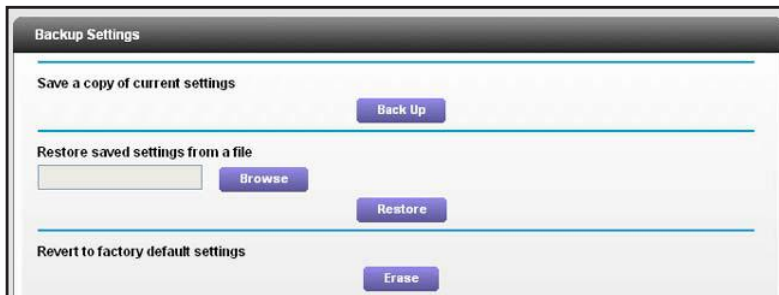 Backup Settings
Save a copy of current settings
Back Up
Restore saved settings from a file
Browse
Restore
Revert to factory default settings
Erase